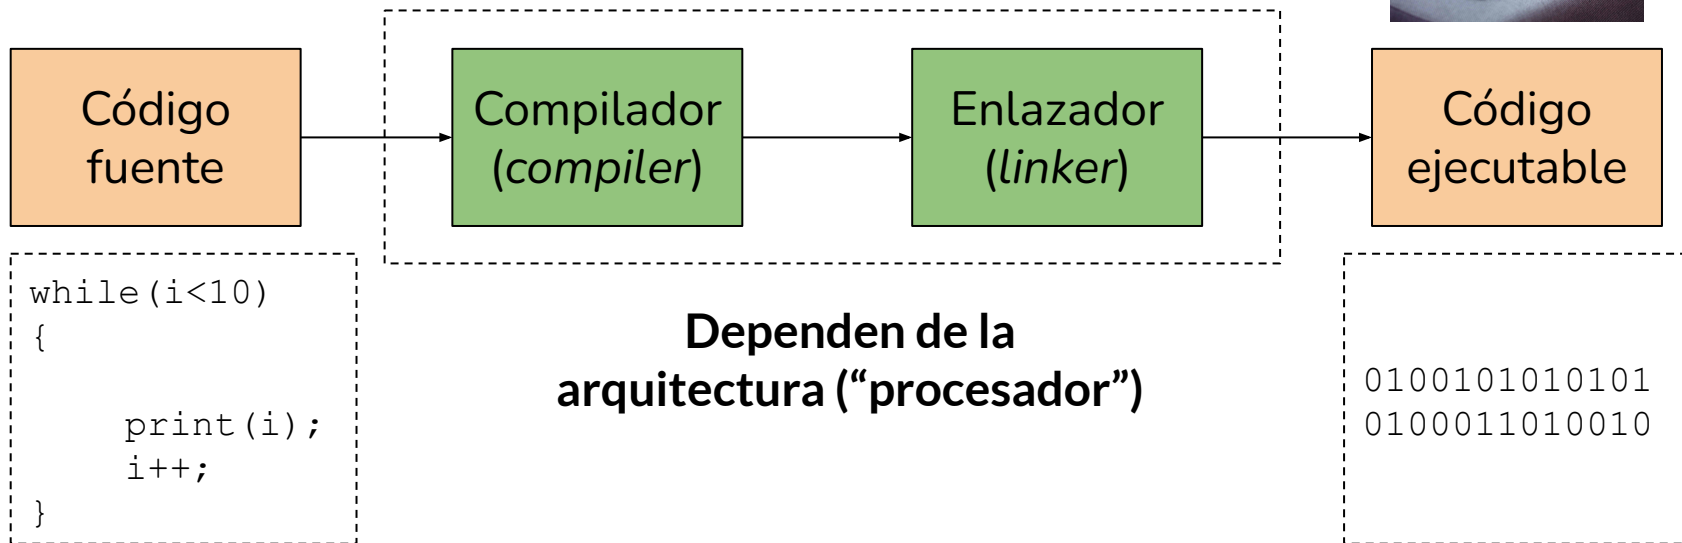 Código
fuente
Compilador
(compiler)
Enlazador
(linker)
Código
ejecutable
while(i<10)
{
print(i);
i++;
}
Dependen de la
arquitectura (“procesador”)
0100101010101
0100011010010